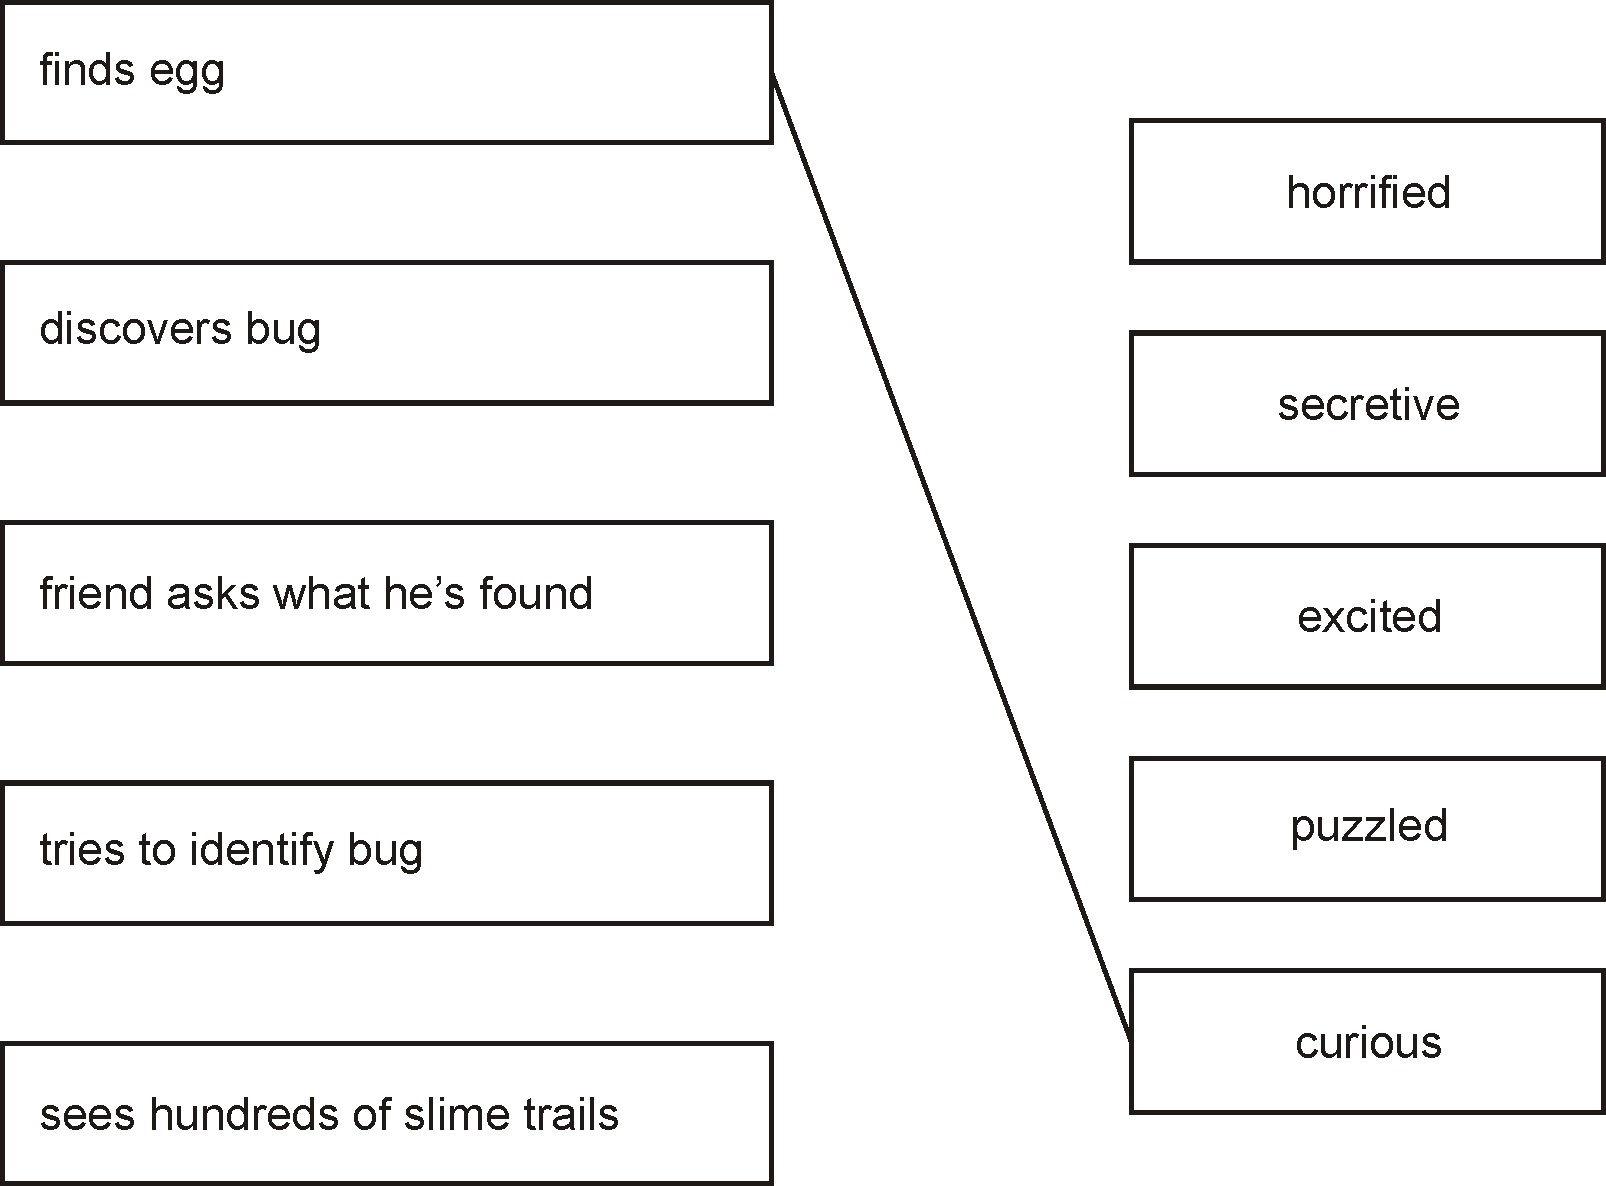 finds egg
discovers bug
friend asks what he’s found
tries to identify bug
sees hundreds of slime trails
horrified
secretive
excited
puzzled
curious